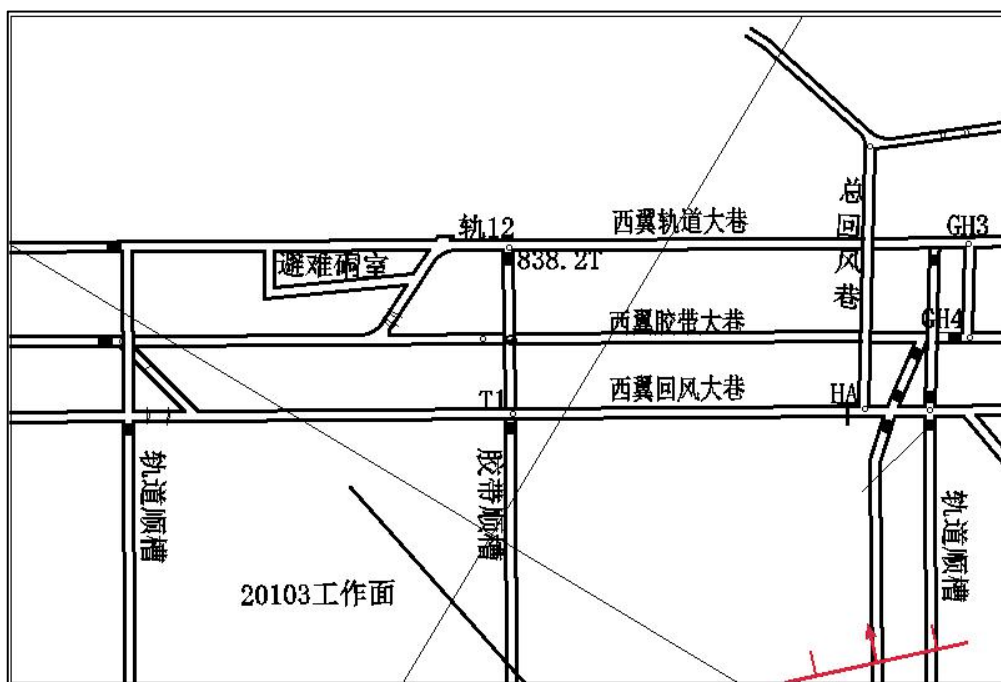 总回风巷
轨12
西翼轨道大巷
GH3
避难硐室
838.2T
西翼胶带大巷
GH4
T1
西翼回风大巷
HA
轨道顺槽
胶带顺槽
轨道顺槽
20103工作面